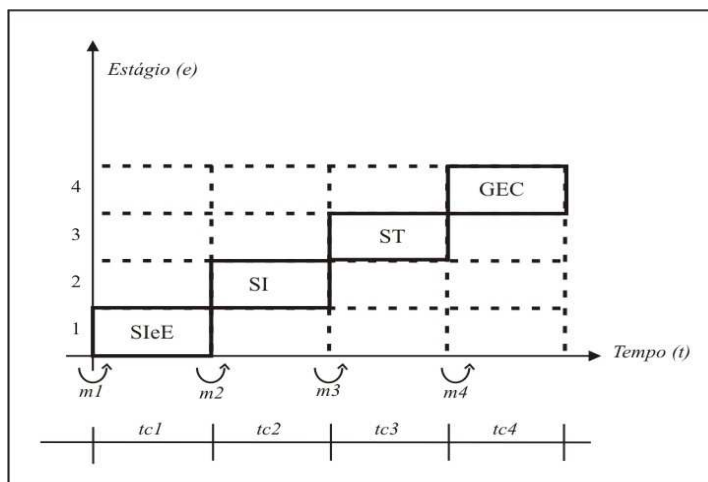 Estágio (e)
4
GEC
3
ST
2
SI
1
SIeE
Tempo (t)
m1 m2 m3 m4
tc1 tc2 tc3 tc4